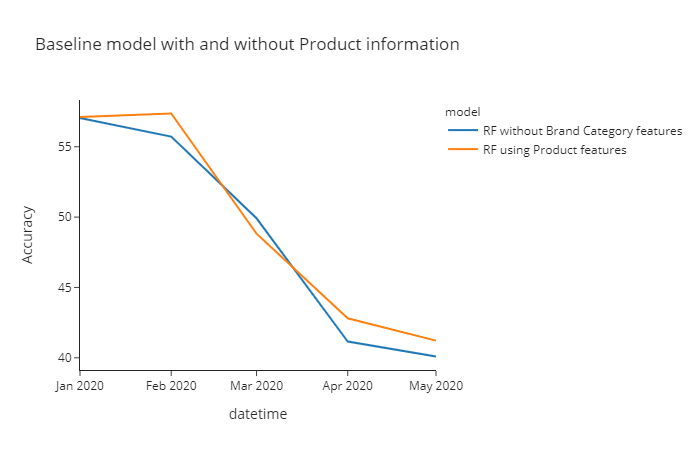 Baseline model with and without Product information
model
RF without Brand Category features
RF using Product features
Accuracy
55
50
45
40
Jan 2020 Feb 2020 Mar 2020 Apr 2020 May 2020
datetime